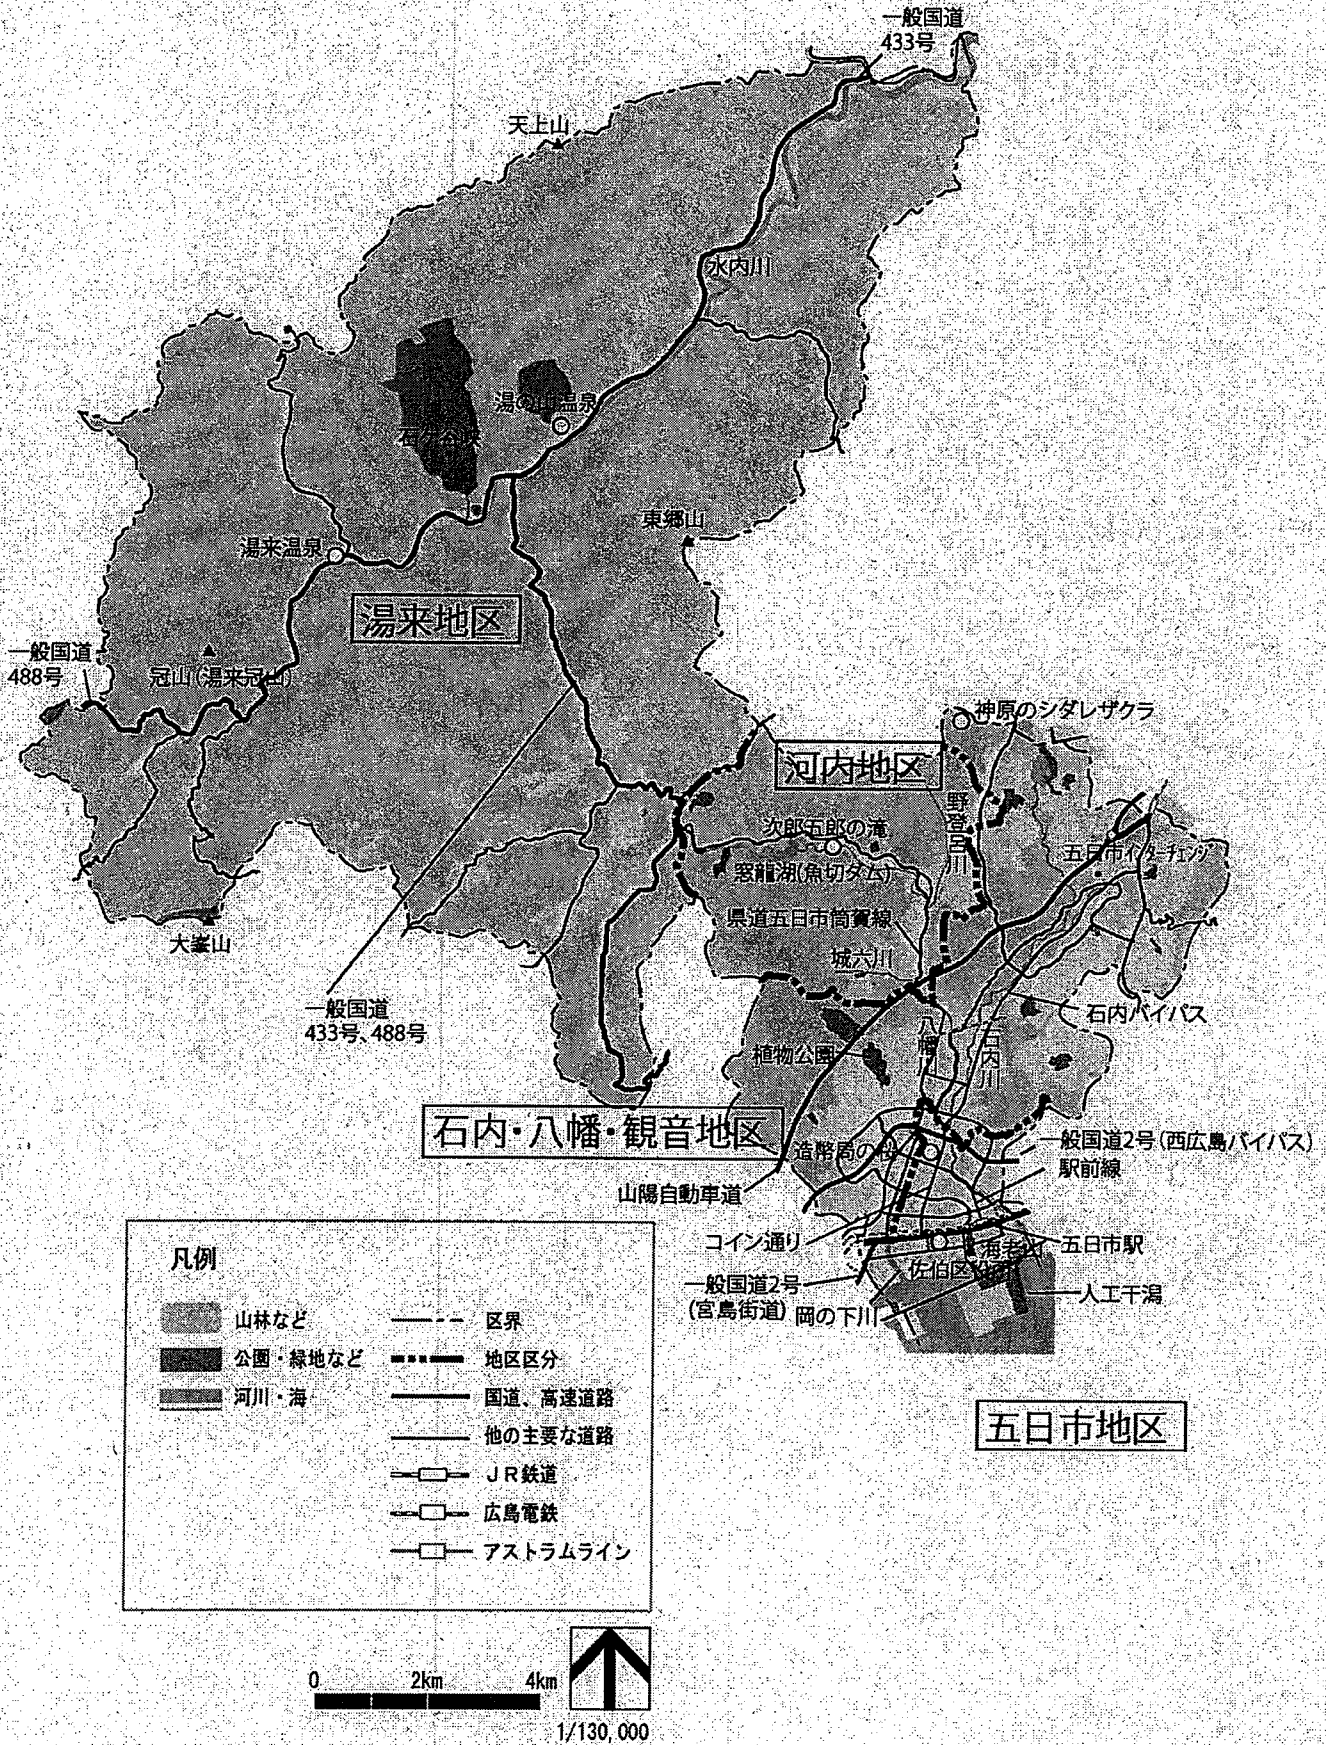 一般国道
433号
天上山
水内川
湯の山温泉
東郷山
湯来温泉
湯来地区
一般国道
488号
冠山(湯来冠山)
神原のシダレザクラ
河内地区
野登呂川
次郎五郎の滝
五日市インターチェンジ
窓龍湖(魚切ダム)
県道五日市筒賀線
大峯山
城六川
一般国道
433号、488号
石内バイパス
八幡川
石内川
植物公園
石内・八幡・観音地区
一般国道2号(西広島バイパス)
造幣局の桜
駅前線
山陽自動車道
コイン通り
海老山
五日市駅
佐伯区役所
一般国道2号
(宮島街道)
岡の下川
人工干潟
五日市地区
凡例
山林など
公園・緑地など
河川・海
区界
地区区分
国道、高速道路
他の主要な道路
JR鉄道
広島電鉄
アストラムライン
0 2km 4km
1/130,000